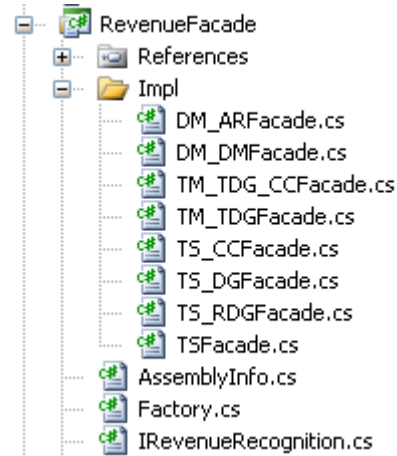 RevenueFacade
References
Impl
DM_ARFacade.cs
DM_DMFacade.cs
TM_TDG_CCFacade.cs
TM_TDGFacade.cs
TS_CCFacade.cs
TS_DGFacade.cs
TS_RDGFacade.cs
TSFacade.cs
AssemblyInfo.cs
Factory.cs
IRevenueRecognition.cs